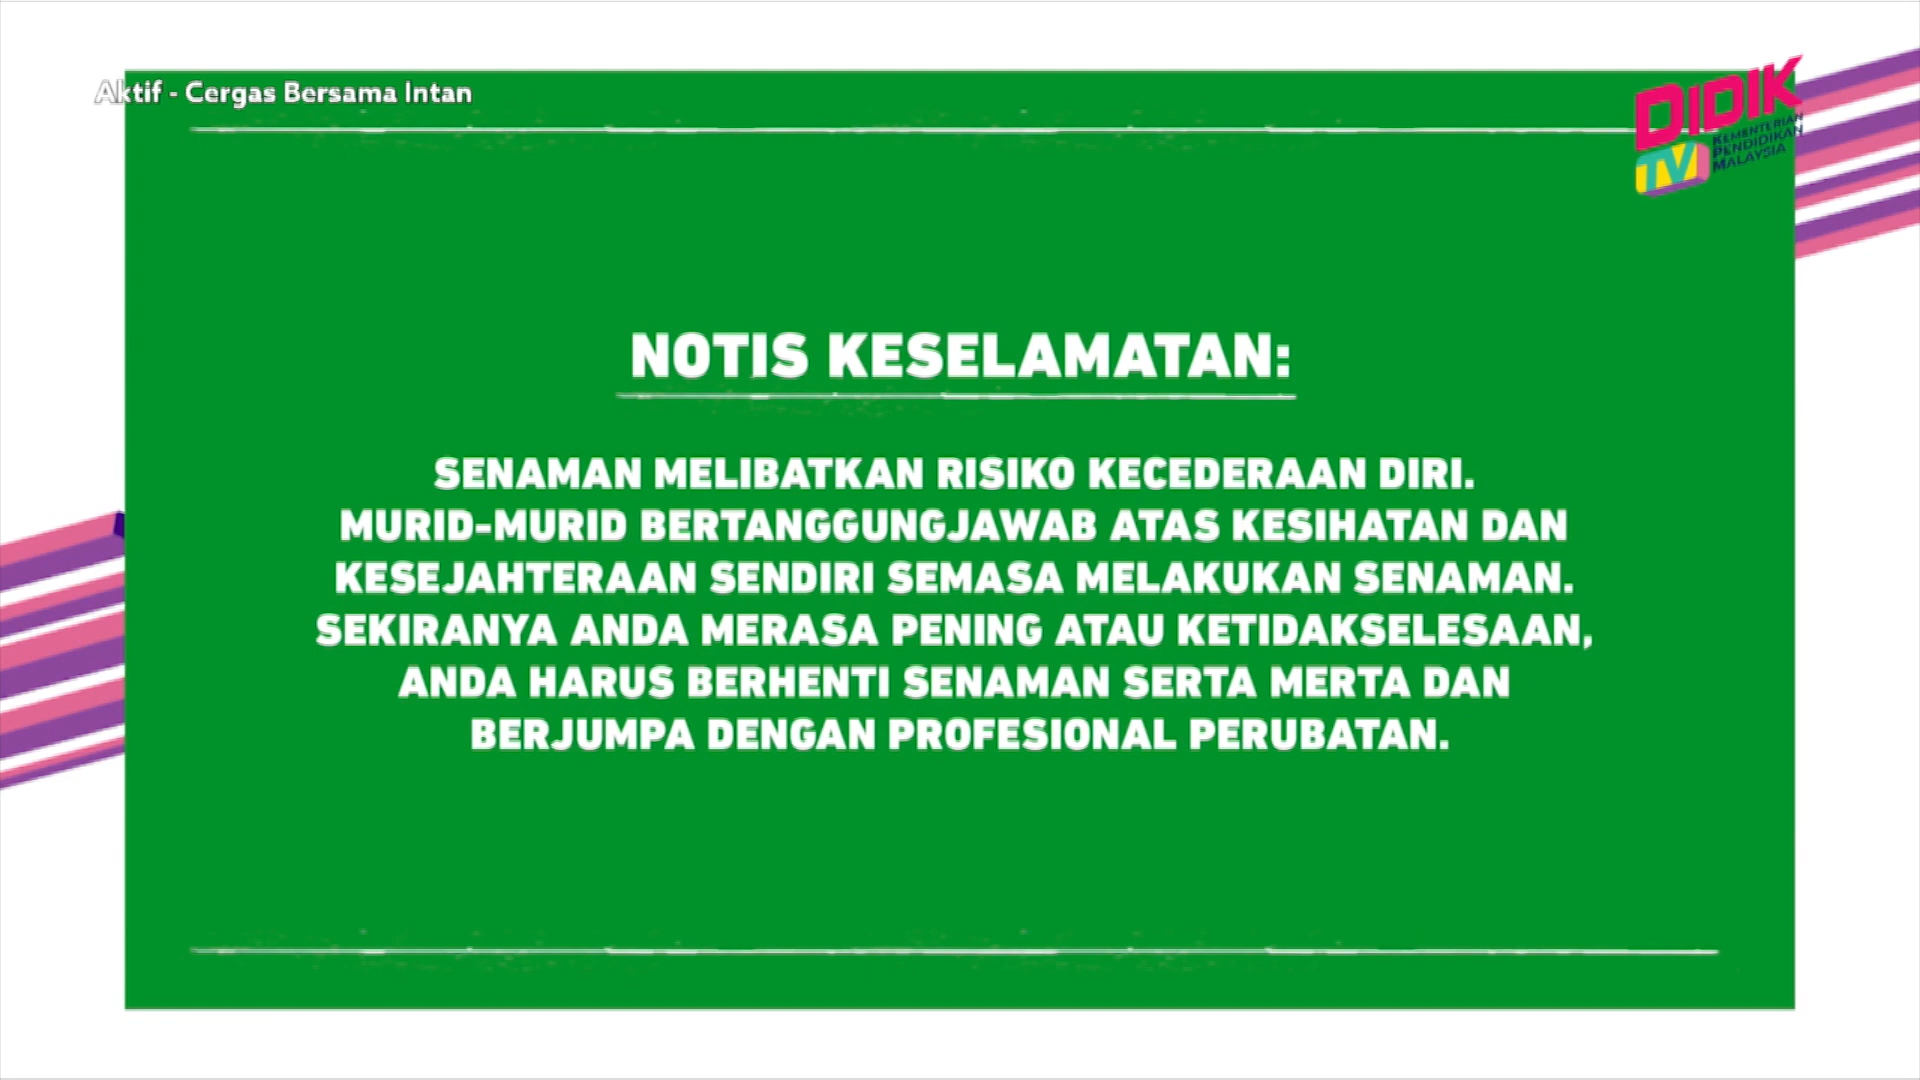 Aktif - Cergas Bersama Intan
DIDIK
TV
KEMENTERIAN
PENDIDIKAN
MALAYSIA
NOTIS KESELAMATAN:
SENAMAN MELIBATKAN RISIKO KECEDERAAN DIRI.
MURID-MURID BERTANGGUNGJAWAB ATAS KESIHATAN DAN
KESEJAHTERAAN SENDIRI SEMASA MELAKUKAN SENAMAN.
SEKIRANYA ANDA MERASA PENING ATAU KETIDAKSELESAAN,
ANDA HARUS BERHENTI SENAMAN SERTA MERTA DAN
BERJUMPA DENGAN PROFESIONAL PERUBATAN.